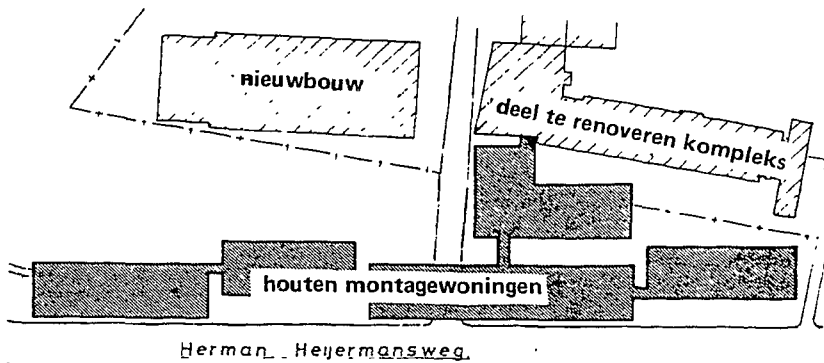 nieuwbouw
deel te renoveren kompleks
houten montagewoningen
Herman Heijermansweg